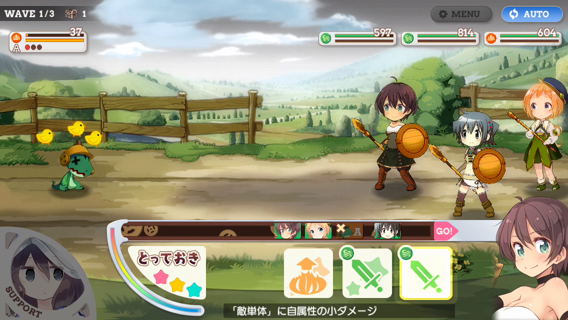 WAVE 1/3 1
MENU
AUTO
37
A
597
814
604
GO!
とっておき
SUPPORT
「敵単体」に自属性の小ダメージ